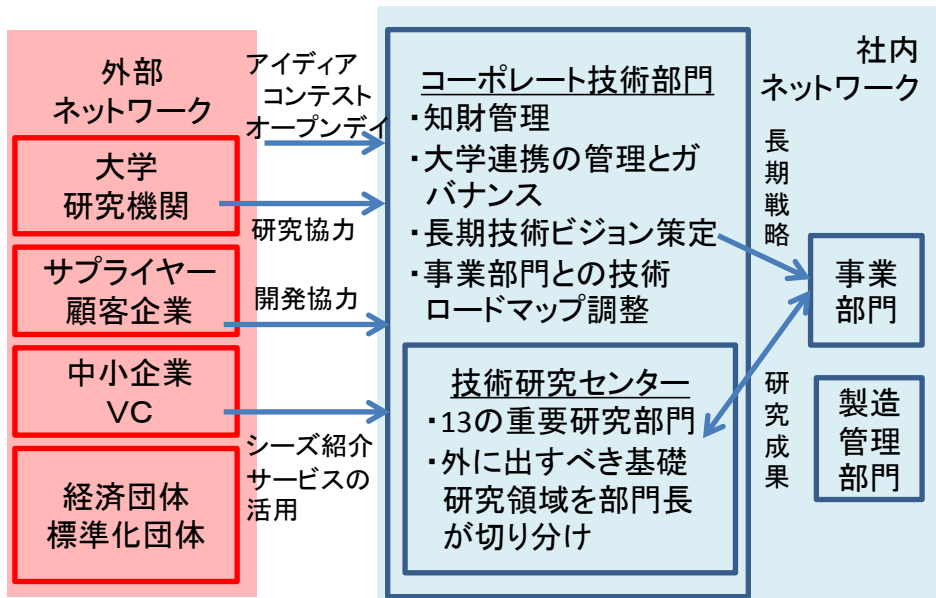 外部
ネットワーク
大学
研究機関
サプライヤー
顧客企業
中小企業
VC
経済団体
標準化団体
アイディア
コンテスト
オープンデイ
研究協力
開発協力
シーズ紹介
サービスの
活用
コーポレート技術部門
・知財管理
・大学連携の管理とガ
バナンス
・長期技術ビジョン策定
・事業部門との技術
ロードマップ調整
技術研究センター
・13の重要研究部門
・外に出すべき基礎
研究領域を部門長
が切り分け
社内
ネットワーク
長期戦略
研究成果
事業
部門
製造
管理
部門